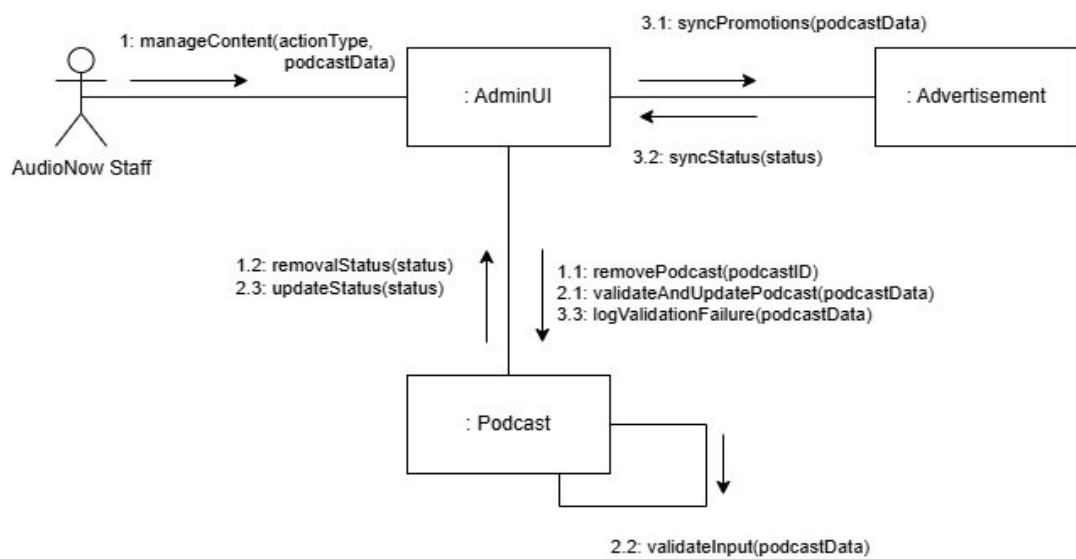 1: manageContent(actionType,
podcastData)
3.1: syncPromotions(podcastData)
: AdminUI
: Advertisement
AudioNow Staff
3.2: syncStatus(status)
1.2: removalStatus(status)
2.3: updateStatus(status)
1.1: removePodcast(podcastID)
2.1: validateAndUpdatePodcast(podcastData)
3.3: logValidationFailure(podcastData)
: Podcast
2.2: validateInput(podcastData)